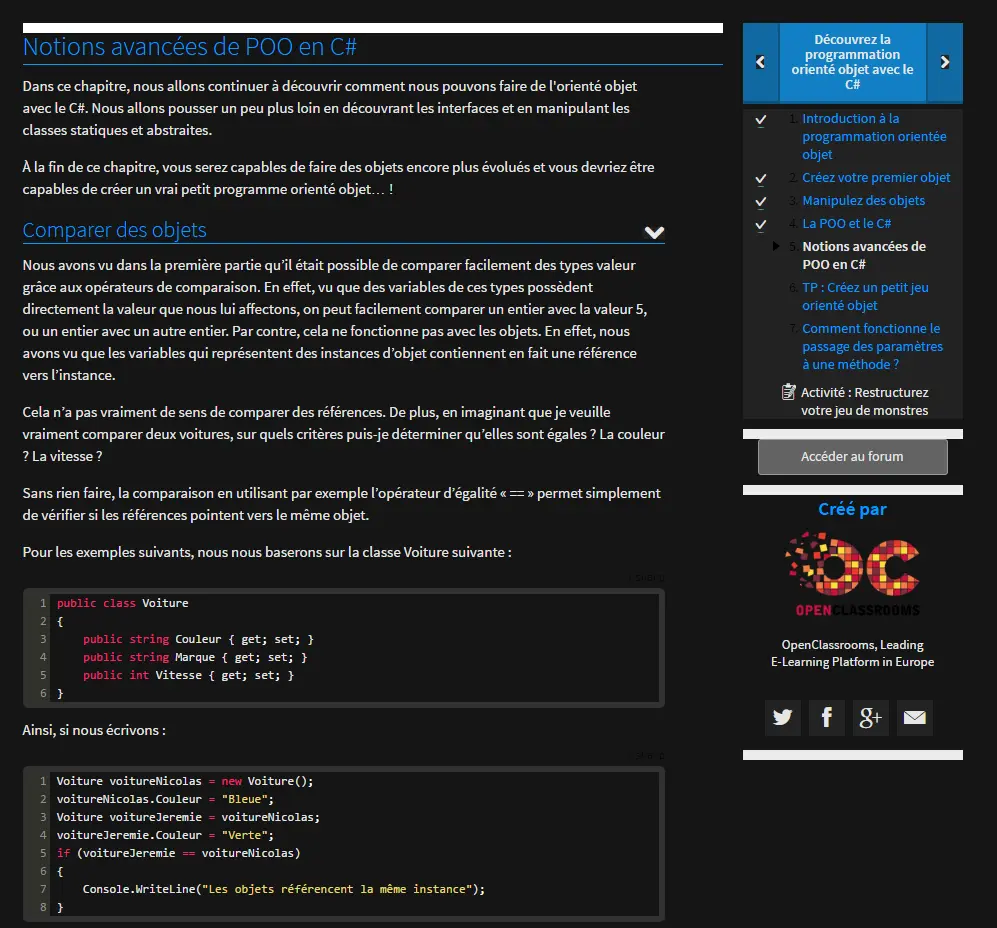 Notions avancées de POO en C#
Dans ce chapitre, nous allons continuer à découvrir comment nous pouvons faire de l'orienté objet
avec le C#. Nous allons pousser un peu plus loin en découvrant les interfaces et en manipulant les
classes statiques et abstraites.
À la fin de ce chapitre, vous serez capables de faire des objets encore plus évolués et vous devriez être
capables de créer un vrai petit programme orienté objet… !
Comparer des objets
Nous avons vu dans la première partie qu’il était possible de comparer facilement des types valeur
grâce aux opérateurs de comparaison. En effet, vu que des variables de ces types possèdent
directement la valeur que nous lui affectons, on peut facilement comparer un entier avec la valeur 5,
ou un entier avec un autre entier. Par contre, cela ne fonctionne pas avec les objets. En effet, nous
avons vu que les variables qui représentent des instances d’objet contiennent en fait une référence
vers l’instance.
Cela n’a pas vraiment de sens de comparer des références. De plus, en imaginant que je veuille
vraiment comparer deux voitures, sur quels critères puis-je déterminer qu’elles sont égales ? La couleur
? La vitesse ?
Sans rien faire, la comparaison en utilisant par exemple l’opérateur d’égalité « == » permet simplement
de vérifier si les références pointent vers le même objet.
Pour les exemples suivants, nous nous baserons sur la classe Voiture suivante :
1 public class Voiture
2 {
3 public string Couleur { get; set; }
4 public string Marque { get; set; }
5 public int Vitesse { get; set; }
6 }
Ainsi, si nous écrivons :
1 Voiture voitureNicolas = new Voiture();
2 voitureNicolas.Couleur = "Bleue";
3 Voiture voitureJeremie = voitureNicolas;
4 voitureJeremie.Couleur = "Verte";
5 if (voitureJeremie == voitureNicolas)
6 {
7 Console.WriteLine("Les objets référencent la même instance");
8 }
Découvrez la
programmation
orienté objet avec le
C#
1. Introduction à la
programmation orientée
objet
2. Créez votre premier objet
3. Manipulez des objets
4. La POO et le C#
5. Notions avancées de
POO en C#
6. TP : Créez un petit jeu
orienté objet
7. Comment fonctionne le
passage des paramètres
à une méthode ?
Activité : Restructurez
votre jeu de monstres
Accéder au forum
Créé par
OC
OPENCLASSROOMS
OpenClassrooms, Leading
E-Learning Platform in Europe
f
g+